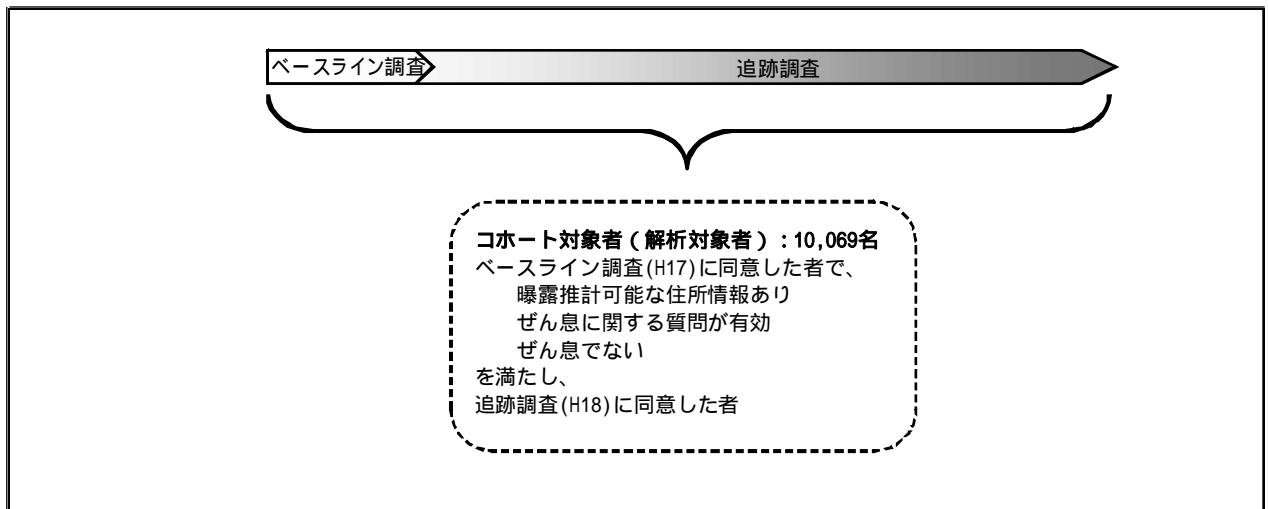 ベースライン調査
追跡調査
コホート対象者(解析対象者):10,069名
ベースライン調査(H17)に同意した者で、
曝露推計可能な住所情報あり
ぜん息に関する質問が有効
ぜん息でない
を満たし、
追跡調査(H18)に同意した者